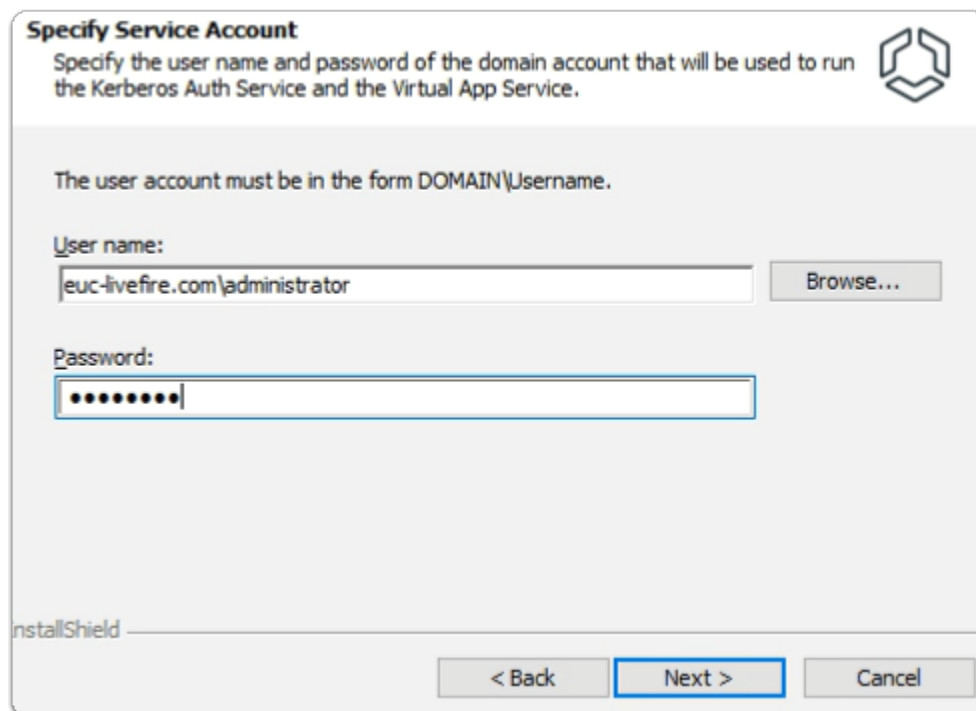 Specify Service Account
Specify the user name and password of the domain account that will be used to run
the Kerberos Auth Service and the Virtual App Service.
The user account must be in the form DOMAIN\Username.
User name:
euc-livefire.com\administrator
Browse...
Password:
••••••••
nstallShield
< Back
Next >
Cancel